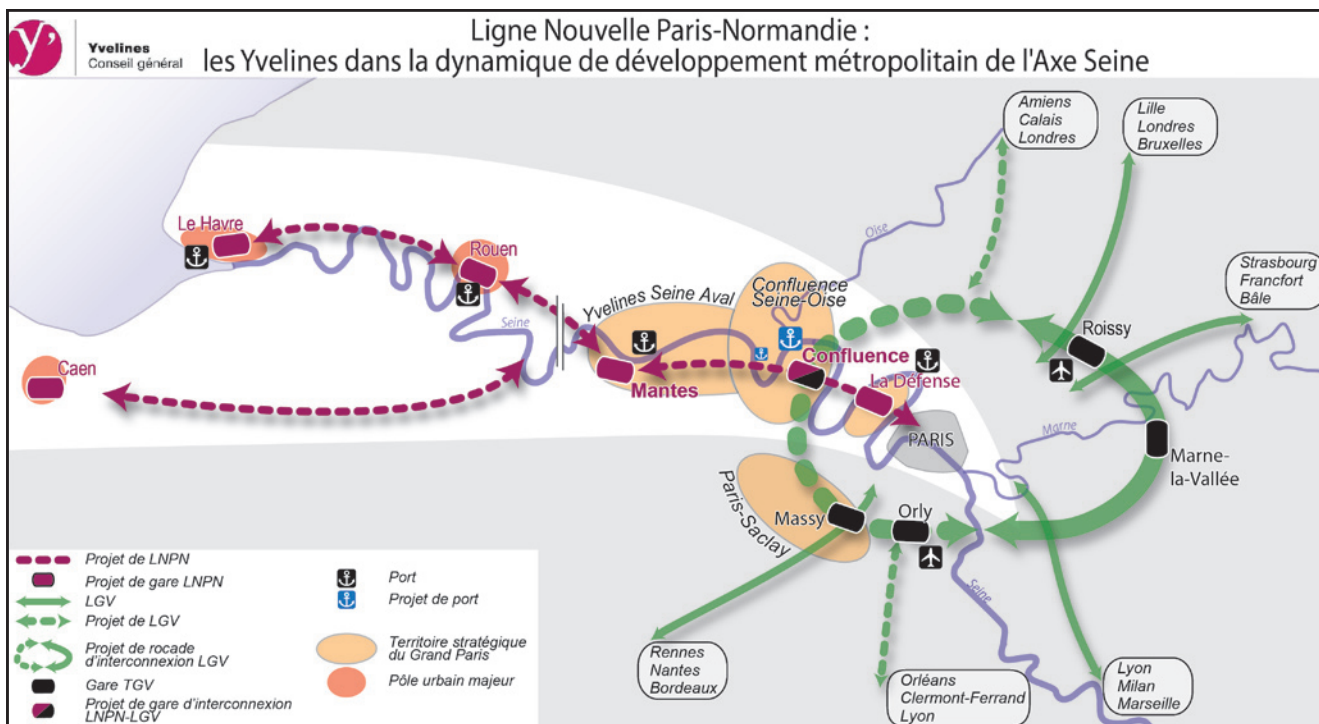 Ligne Nouvelle Paris-Normandie :
les Yvelines dans la dynamique de développement métropolitain de l'Axe Seine
y'
Yvelines
Conseil général
Amiens
Calais
Londres
Lille
Londres
Bruxelles
Le Havre
Rouen
Oise
Strasbourg
Francfort
Bâle
Yvelines Seine Aval
Confluence
Seine-Oise
Seine
Roissy
Caen
Mantes
Confluence
La Défense
PARIS
Marne
Marne-
la-Vallée
Paris-Saclay
Massy
Orly
Seine
Rennes
Nantes
Bordeaux
Orléans
Clermont-Ferrand
Lyon
Lyon
Milan
Marseille
Projet de LNPN
Projet de gare LNPN
LGV
Projet de LGV
Projet de rocade
d'interconnexion LGV
Gare TGV
Projet de gare d'interconnexion
LNPN-LGV
Port
Projet de port
Territoire stratégique
du Grand Paris
Pôle urbain majeur